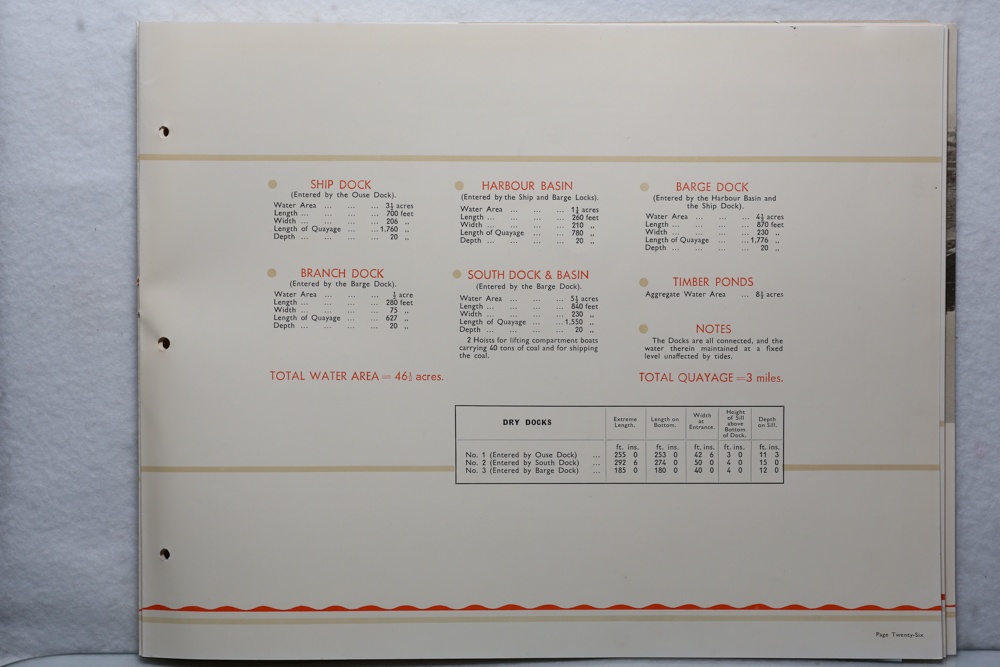 SHIP DOCK
(Entered by the Ouse Dock).
Water Area ... ... ... 3½ acres
Length ... ... ... ... 700 feet
Width ... ... ... ... 206 „
Length of Quayage ... ... 1,760 „
Depth ... ... ... ... 20 „
HARBOUR BASIN
(Entered by the Ship and Barge Locks).
Water Area ... ... ... 1¼ acres
Length ... ... ... ... 260 feet
Width ... ... ... ... 210 „
Length of Quayage ... ... 780 „
Depth ... ... ... ... 20 „
BARGE DOCK
(Entered by the Harbour Basin and
the Ship Dock).
Water Area ... ... ... 4½ acres
Length ... ... ... ... 870 feet
Width ... ... ... ... 230 „
Length of Quayage ... ... 1,776 „
Depth ... ... ... ... 20 „
BRANCH DOCK
(Entered by the Barge Dock).
Water Area ... ... ... ½ acre
Length ... ... ... ... 280 feet
Width ... ... ... ... 75 „
Length of Quayage ... ... 627 „
Depth ... ... ... ... 20 „
SOUTH DOCK & BASIN
(Entered by the Barge Dock).
Water Area ... ... ... 5½ acres
Length ... ... ... ... 840 feet
Width ... ... ... ... 230 „
Length of Quayage ... ... 1,550 „
Depth ... ... ... ... 20 „
2 Hoists for lifting compartment boats
carrying 40 tons of coal and for shipping
the coal.
TIMBER PONDS
Aggregate Water Area ... 8½ acres
NOTES
The Docks are all connected, and the
water therein maintained at a fixed
level unaffected by tides.
TOTAL WATER AREA = 46½ acres.
TOTAL QUAYAGE = 3 miles.
DRY DOCKS Extreme Length. Length on Bottom. Width at Entrance. Height of Sill above Bottom of Dock. Depth on Sill.
ft. ins. ft. ins. ft. ins. ft. ins. ft. ins.
No. 1 (Entered by Ouse Dock) ... 255 0 253 0 42 6 3 0 11 3
No. 2 (Entered by South Dock) ... 292 6 274 0 50 0 4 0 15 0
No. 3 (Entered by Barge Dock) ... 185 0 180 0 40 0 4 0 12 0
Page Twenty-Six